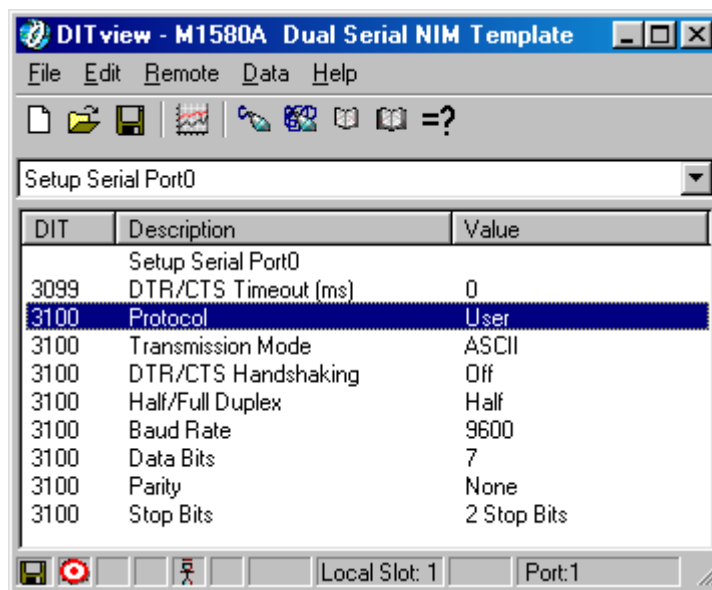 DITview - M1580A Dual Serial NIM Template
File Edit Remote Data Help
=?
Setup Serial Port0
DIT Description Value
Setup Serial Port0
3099 DTR/CTS Timeout (ms) 0
3100 Protocol User
3100 Transmission Mode ASCII
3100 DTR/CTS Handshaking Off
3100 Half/Full Duplex Half
3100 Baud Rate 9600
3100 Data Bits 7
3100 Parity None
3100 Stop Bits 2 Stop Bits
Local Slot: 1 Port:1